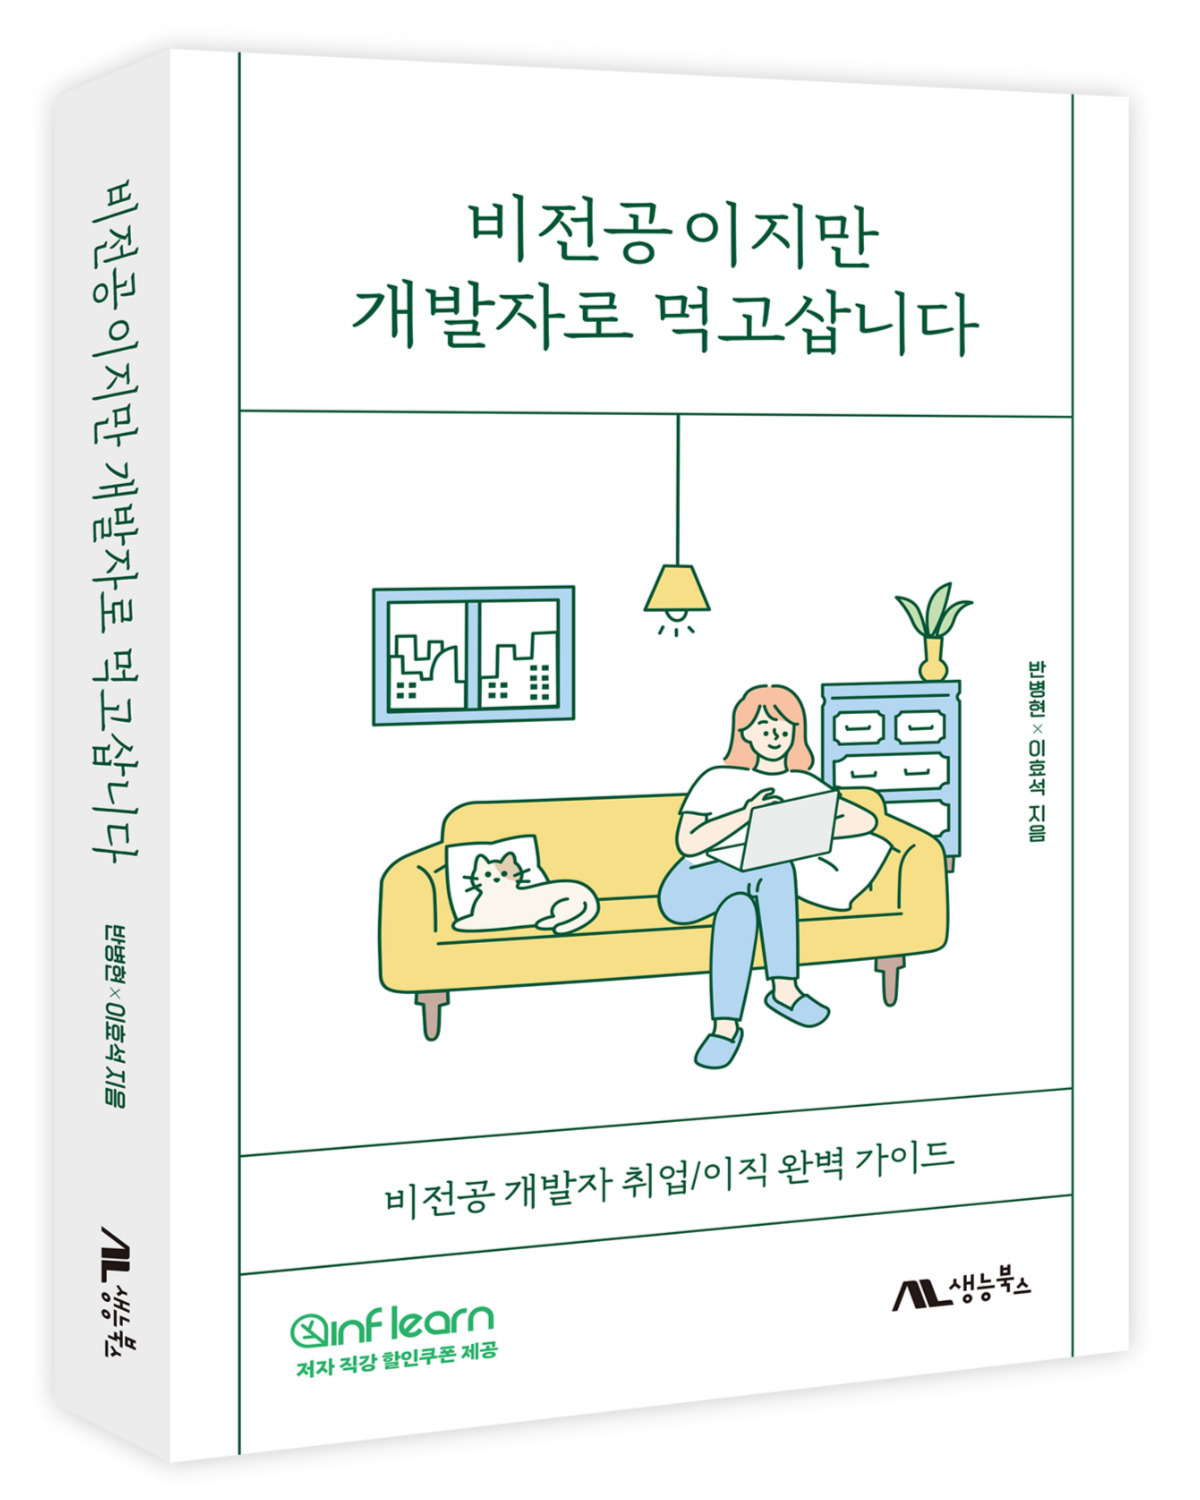 비전공이지만
개발자로 먹고삽니다
반병현×이효석 지음
비전공 개발자 취업/이직 완벽 가이드
inflearn
저자 직강 할인쿠폰 제공
생능북스
비전공이지만 개발자로 먹고삽니다
반병현×이효석 지음
생능북스